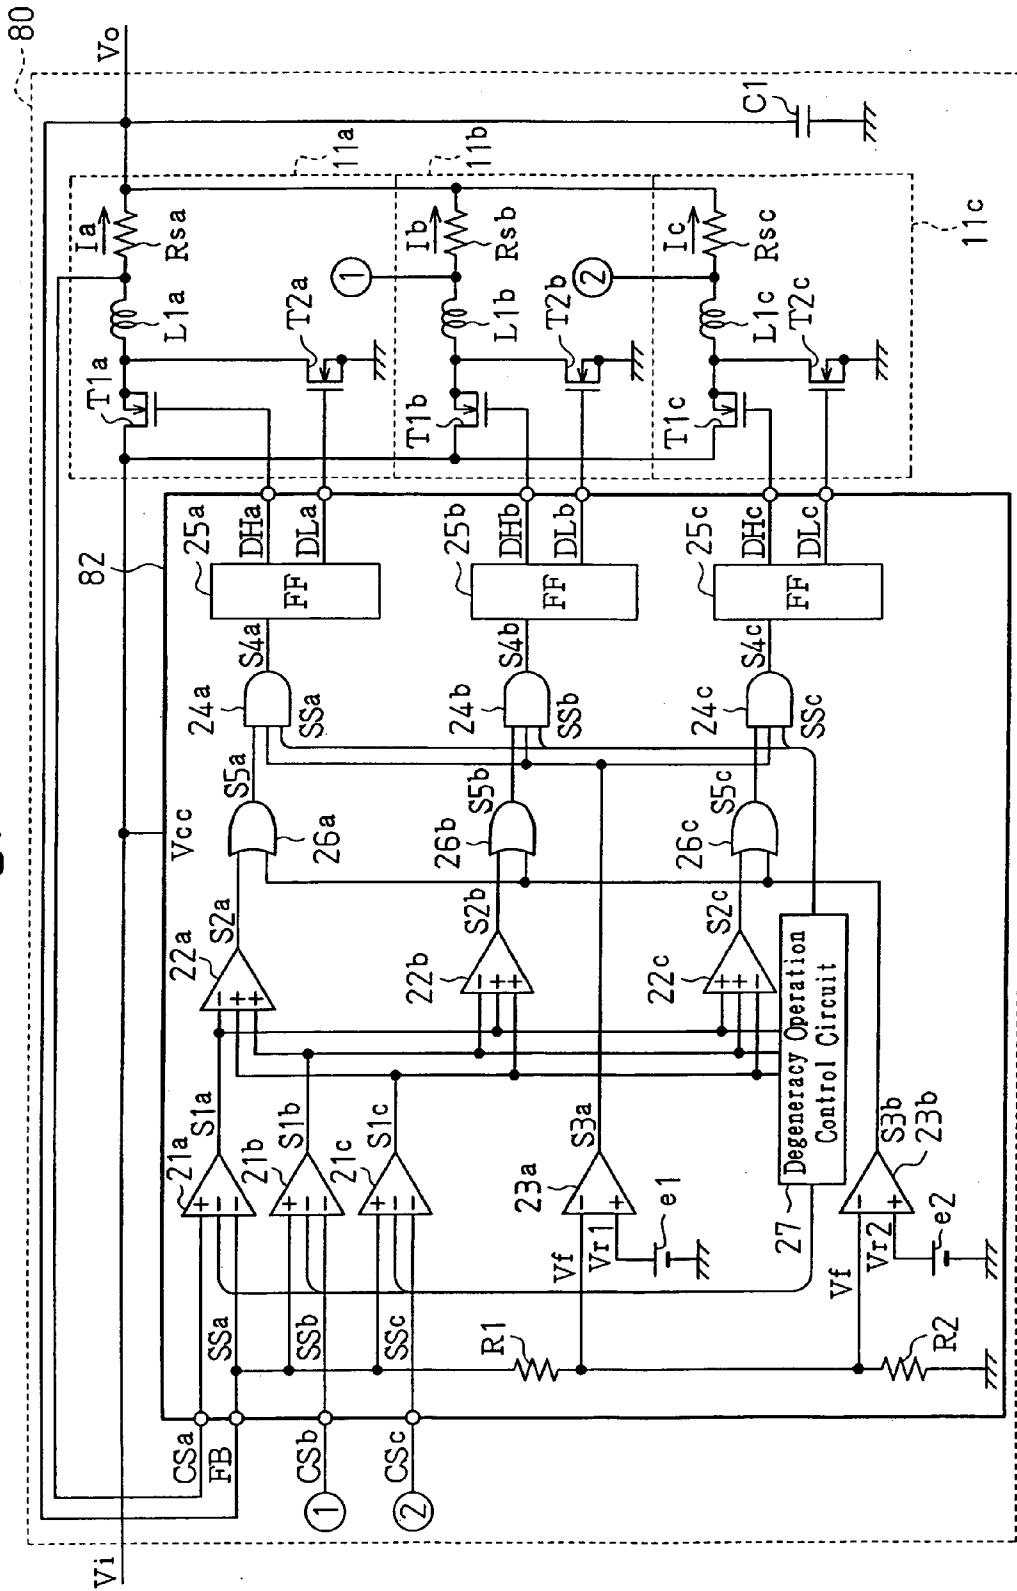 80
Vi
Vo
82
Vcc
CSa
FB
CSb
CSc
1
2
21a
S1a
21b
S1b
21c
S1c
SSa
SSb
SSc
22a
S2a
22b
S2b
22c
S2c
26a
S5a
26b
S5b
26c
S5c
24a
S4a
SSa
24b
S4b
SSb
24c
S4c
SSc
25a
FF
DHa
DLa
25b
FF
DHb
DLb
25c
FF
DHc
DLc
T1a
L1a
Ia
Rsa
T2a
11a
1
T1b
L1b
Ib
Rsb
T2b
11b
2
T1c
L1c
Ic
Rsc
T2c
11c
C1
R1
R2
Vf
Vr1
23a
S3a
e1
27
Degeneracy Operation
Control Circuit
Vf
Vr2
S3b
23b
e2
+
−
−
+
−
−
+
−
−
−
+
+
−
+
+
+
+
−
−
+
−
+